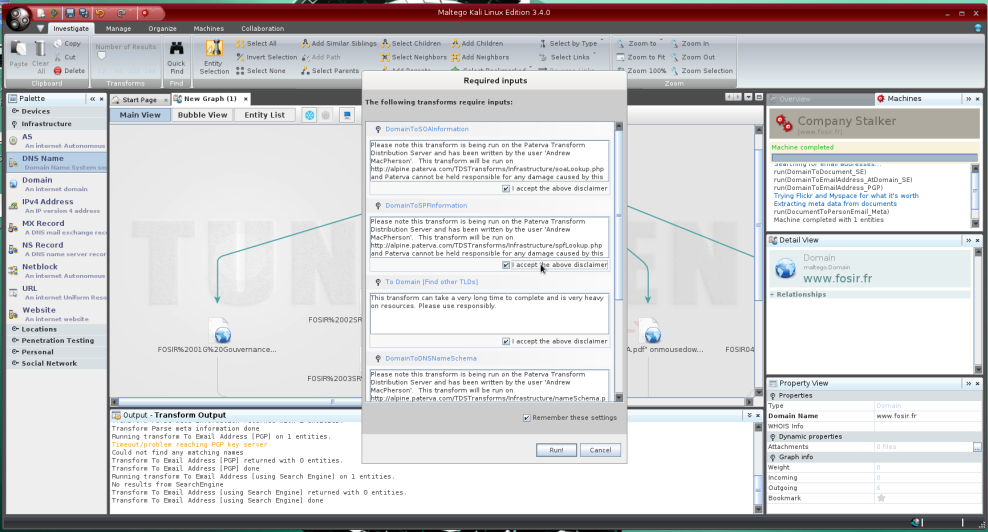 Maltego Kali Linux Edition 3.4.0
Investigate Manage Organize Machines Collaboration
Paste
Clear All
Copy
Cut
Delete
Clipboard
Number of Results
Transforms
Quick Find
Find
Entity Selection
Select All
Invert Selection
Select None
Add Similar Siblings
Add Path
Select Parents
Select Children
Select Neighbors
Add Children
Add Neighbors
Select by Type
Select Links
Zoom to
Zoom to Fit
Zoom 100%
Zoom In
Zoom Out
Zoom Selection
Zoom
Palette
Devices
Infrastructure
AS
An internet Autonomous
DNS Name
Domain Name System se
Domain
An internet domain
IPv4 Address
An IP version 4 address
MX Record
A DNS mail exchange rec
NS Record
A DNS name server recor
Netblock
An internet Autonomous
URL
An internet Uniform Reso
Website
An internet website
Locations
Penetration Testing
Personal
Social Network
Start Page
New Graph (1)
Main View Bubble View Entity List
FOSIR%2001G%20Gouvernance...
FOSIR%2002SR
FOSIR%2003SR
A.pdf" onmousedow...
FOSIR04
Required inputs
The following transforms require inputs:
DomainToSOAInformation
Please note this transform is being run on the Paterva
Distribution Server and has been written by the user 'Andrew
MacPherson'. This transform will be run on
http://alpine.paterva.com/TDSTransforms/infrastructure/soaLookup.php
and Paterva cannot be held responsible for any damage caused by this
I accept the above disclaimer
DomainToSPFInformation
Please note this transform is being run on the Paterva
Distribution Server and has been written by the user 'Andrew
MacPherson'. This transform will be run on
http://alpine.paterva.com/TDSTransforms/infrastructure/spfLookup.php
and Paterva cannot be held responsible for any damage caused by this
I accept the above disclaimer
To Domain [Find other TLDs]
This transform can take a very long time to complete and is very heavy
on resources. Please use responsibly.
I accept the above disclaimer
DomainToDNSNameSchema
Please note this transform is being run on the Paterva
Distribution Server and has been written by the user 'Andrew
MacPherson'. This transform will be run on
http://alpine.paterva.com/TDSTransforms/infrastructure/nameSchema.p
Remember these settings
Run! Cancel
Output - Transform Output
Transform Parse meta information done
Running transform To Email Address [PGP] on 1 entities.
Timeout/problem reaching PGP key server
Could not find any matching names
Transform To Email Address [PGP] returned with 0 entities.
Transform To Email Address [PGP] done
Running transform To Email Address [using Search Engine] on 1 entities.
No results from SearchEngine
Transform To Email Address [using Search Engine] returned with 0 entities.
Transform To Email Address [using Search Engine] done
Overview
Machines
Company Stalker
(www.fosir.fr)
Machine completed
Searching for email addresses...
run(DomainToDocument_SE)
run(DomainToEmailAddress_AtDomain_SE)
run(DomainToEmailAddress_PGP)
Trying Flickr and Myspace for what's worth
Extracting meta data from documents
run(DocumentToPersonEmail_Meta)
Machine completed with 1 entities
Detail View
Domain
maltego.Domain
www.fosir.fr
+ Relationships
Property View
Properties
Type Domain
Domain Name www.fosir.fr
WHOIS Info
Dynamic properties
Attachments 6 files
Graph info
Weight 0
Incoming 0
Outgoing 6
Bookmark